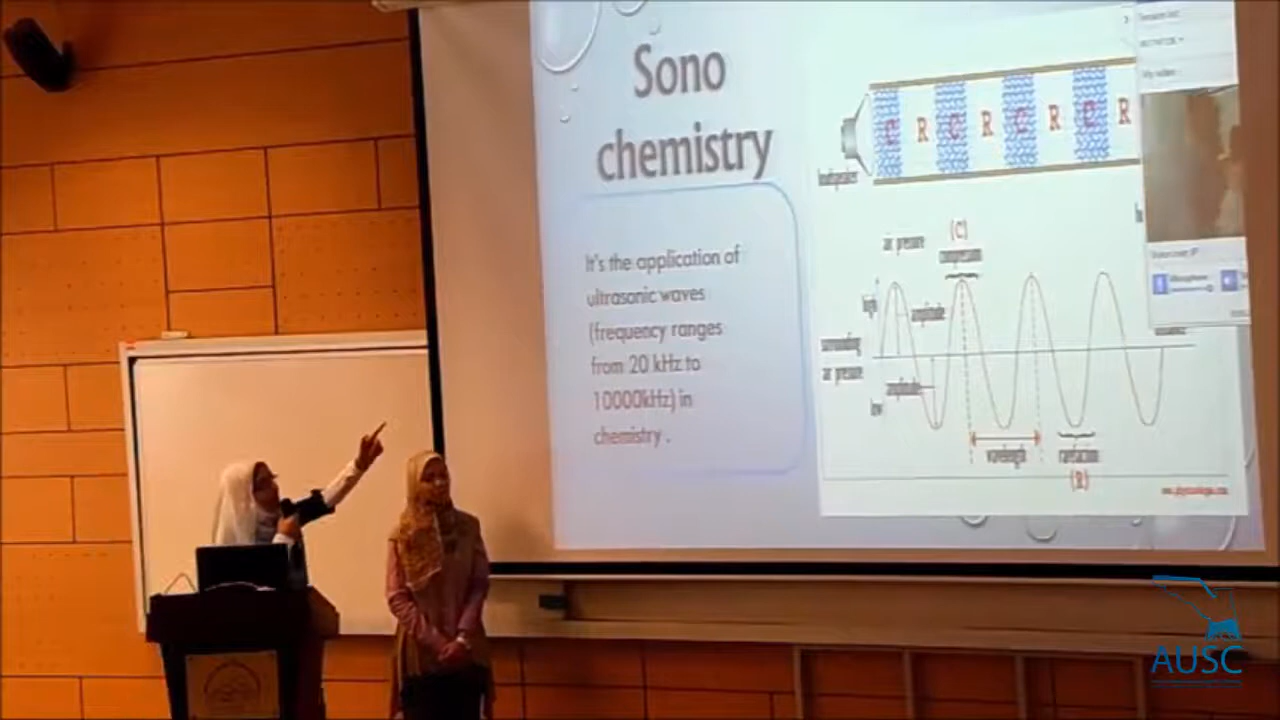 Sono
chemistry
It's the application of
ultrasonic waves
(frequency ranges
from 20 kHz to
10000kHz) in
chemistry .
C R C R C R C R
loudspeaker
air pressure
(C)
compression
high
amplitude
surrounding
air pressure
amplitude
low
wavelength
rarefaction
(R)
AUSC